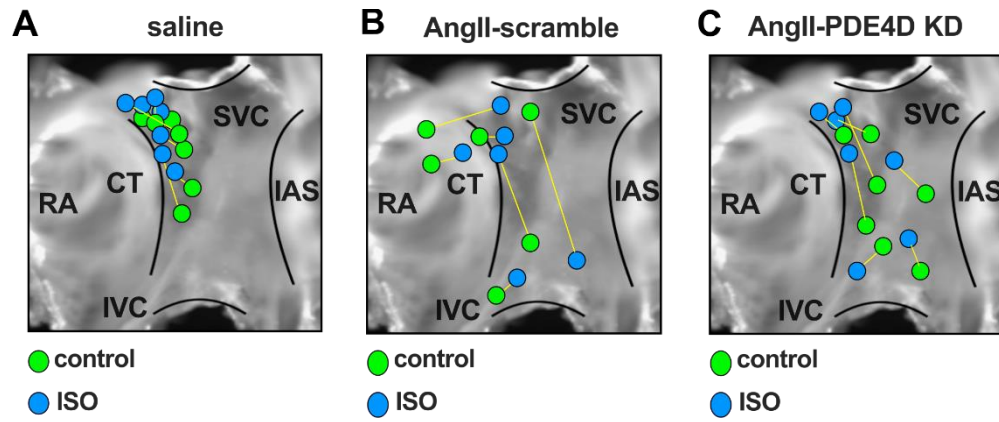 A saline
SVC
CT
RA
IAS
IVC
control
ISO
B AngII-scramble
SVC
CT
RA
IAS
IVC
control
ISO
C AngII-PDE4D KD
SVC
CT
RA
IAS
IVC
control
ISO